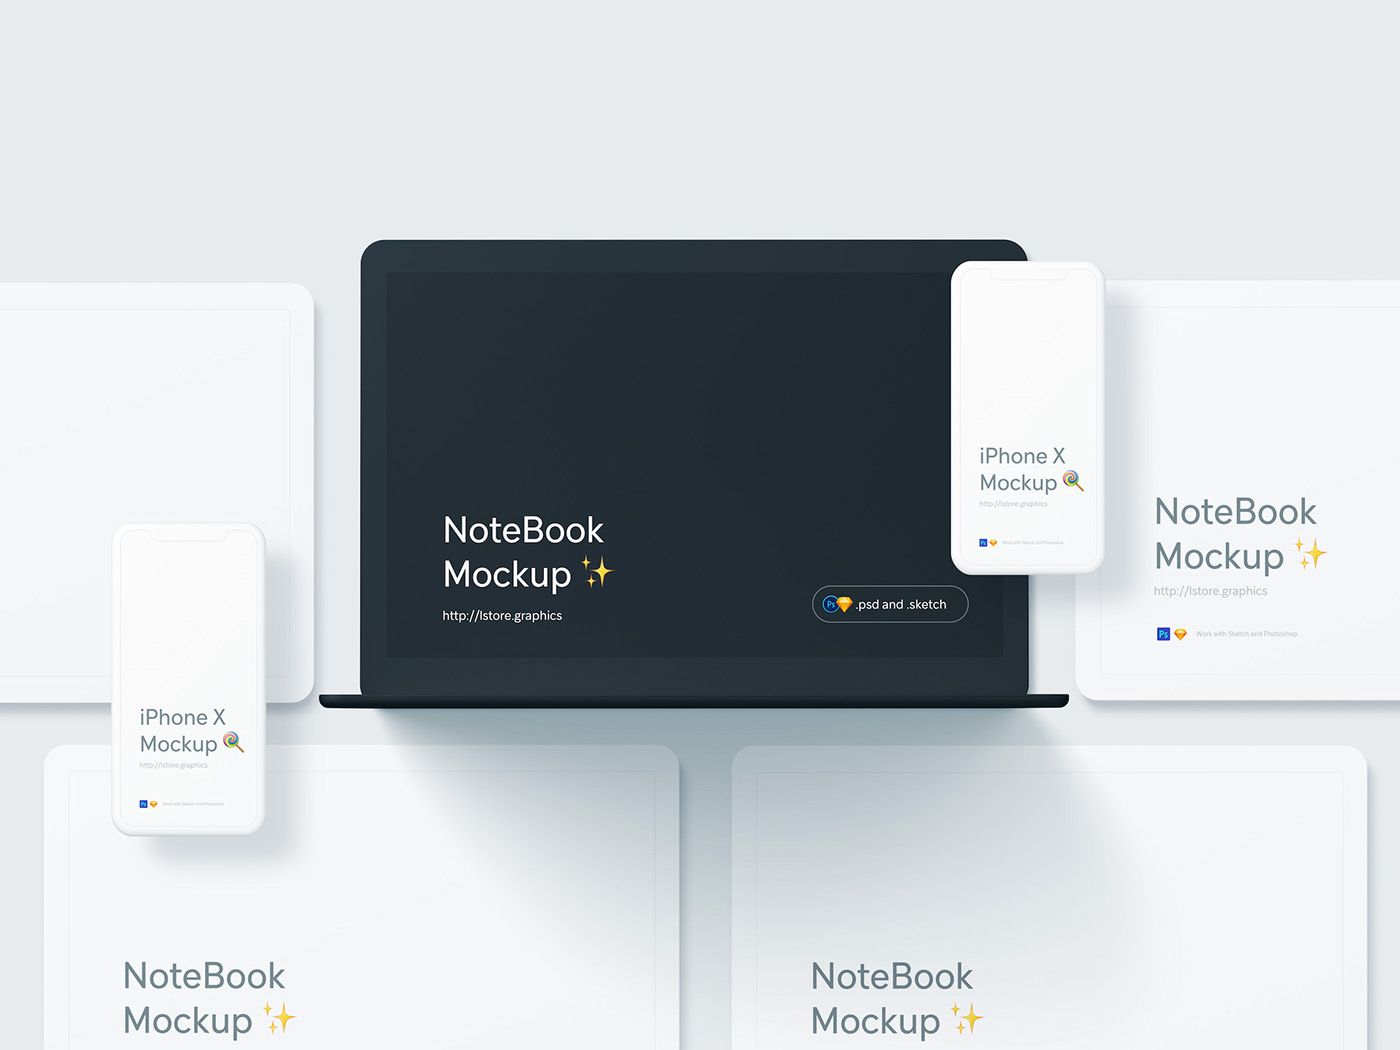 NoteBook
Mockup ✨
http://lstore.graphics
Ps .psd and .sketch
iPhone X
Mockup 🍭
http://lstore.graphics
Ps Work with Sketch and Photoshop
NoteBook
Mockup ✨
http://lstore.graphics
Ps Work with Sketch and Photoshop
iPhone X
Mockup 🍭
http://lstore.graphics
Ps Work with Sketch and Photoshop
NoteBook
Mockup ✨
NoteBook
Mockup ✨